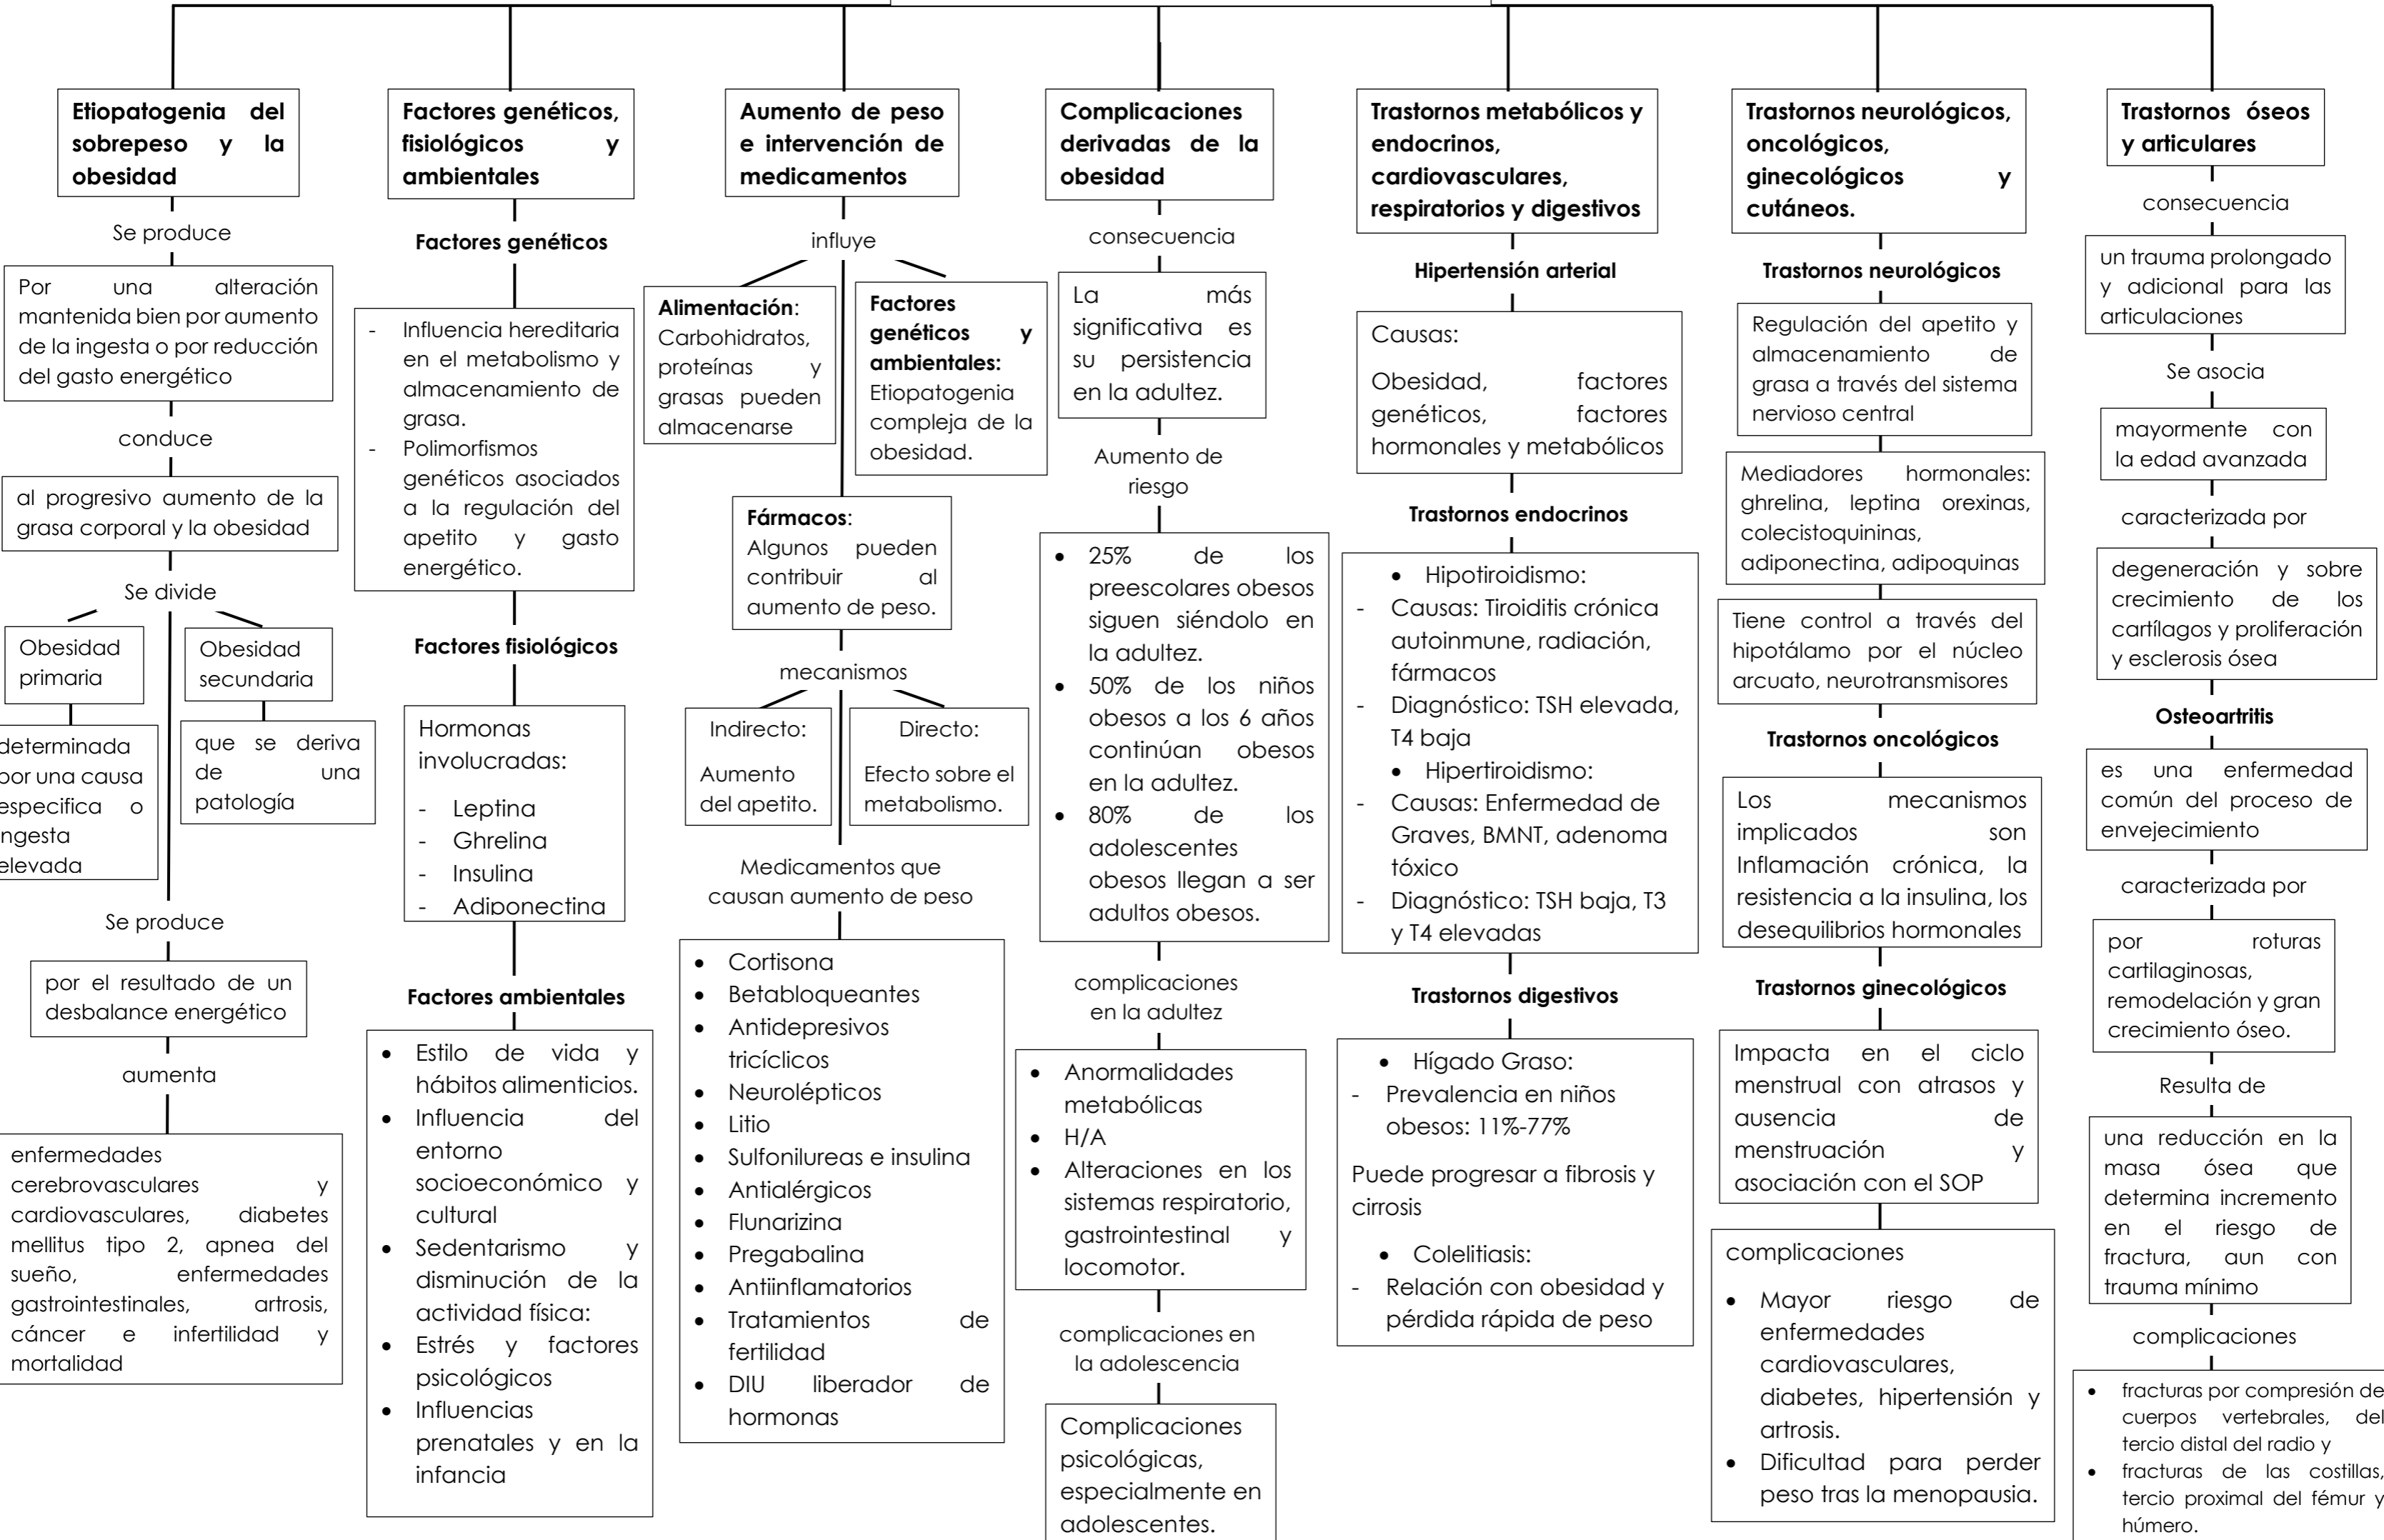 Etiopatogenia del
sobrepeso y la
obesidad
Se produce
Por una alteración
mantenida bien por aumento
de la ingesta o por reducción
del gasto energético
conduce
al progresivo aumento de la
grasa corporal y la obesidad
Se divide
Obesidad
primaria
determinada
por una causa
especifica o
ingesta
elevada
Obesidad
secundaria
que se deriva
de una
patología
Se produce
por el resultado de un
desbalance energético
aumenta
enfermedades
cerebrovasculares y
cardiovasculares, diabetes
mellitus tipo 2, apnea del
sueño, enfermedades
gastrointestinales, artrosis,
cáncer e infertilidad y
mortalidad
Factores genéticos,
fisiológicos y
ambientales
Factores genéticos
- Influencia hereditaria
en el metabolismo y
almacenamiento de
grasa.
- Polimorfismos
genéticos asociados
a la regulación del
apetito y gasto
energético.
Factores fisiológicos
Hormonas
involucradas:
- Leptina
- Ghrelina
- Insulina
- Adiponectina
Factores ambientales
• Estilo de vida y
hábitos alimenticios.
• Influencia del
entorno
socioeconómico y
cultural
• Sedentarismo y
disminución de la
actividad física:
• Estrés y factores
psicológicos
• Influencias
prenatales y en la
infancia
Aumento de peso
e intervención de
medicamentos
influye
Alimentación:
Carbohidratos,
proteínas y
grasas pueden
almacenarse
Factores
genéticos y
ambientales:
Etiopatogenia
compleja de la
obesidad.
Fármacos:
Algunos pueden
contribuir al
aumento de peso.
mecanismos
Indirecto:
Aumento
del apetito.
Directo:
Efecto sobre el
metabolismo.
Medicamentos que
causan aumento de peso
• Cortisona
• Betabloqueantes
• Antidepresivos
tricíclicos
• Neurolépticos
• Litio
• Sulfonilureas e insulina
• Antialérgicos
• Flunarizina
• Pregabalina
• Antiinflamatorios
• Tratamientos de
fertilidad
• DIU liberador de
hormonas
Complicaciones
derivadas de la
obesidad
consecuencia
La más
significativa es
su persistencia
en la adultez.
Aumento de
riesgo
• 25% de los
preescolares obesos
siguen siéndolo en
la adultez.
• 50% de los niños
obesos a los 6 años
continúan obesos
en la adultez.
• 80% de los
adolescentes
obesos llegan a ser
adultos obesos.
complicaciones
en la adultez
• Anormalidades
metabólicas
• H/A
• Alteraciones en los
sistemas respiratorio,
gastrointestinal y
locomotor.
complicaciones en
la adolescencia
Complicaciones
psicológicas,
especialmente en
adolescentes.
Trastornos metabólicos y
endocrinos,
cardiovasculares,
respiratorios y digestivos
Hipertensión arterial
Causas:
Obesidad, factores
genéticos, factores
hormonales y metabólicos
Trastornos endocrinos
• Hipotiroidismo:
- Causas: Tiroiditis crónica
autoinmune, radiación,
fármacos
- Diagnóstico: TSH elevada,
T4 baja
• Hipertiroidismo:
- Causas: Enfermedad de
Graves, BMNT, adenoma
tóxico
- Diagnóstico: TSH baja, T3
y T4 elevadas
Trastornos digestivos
• Hígado Graso:
- Prevalencia en niños
obesos: 11%-77%
Puede progresar a fibrosis y
cirrosis
• Colelitiasis:
- Relación con obesidad y
pérdida rápida de peso
Trastornos neurológicos,
oncológicos,
ginecológicos y
cutáneos.
Trastornos neurológicos
Regulación del apetito y
almacenamiento de
grasa a través del sistema
nervioso central
Mediadores hormonales:
ghrelina, leptina orexinas,
colecistoquininas,
adiponectina, adipoquinas
Tiene control a través del
hipotálamo por el núcleo
arcuato, neurotransmisores
Trastornos oncológicos
Los mecanismos
implicados son
Inflamación crónica, la
resistencia a la insulina, los
desequilibrios hormonales
Trastornos ginecológicos
Impacta en el ciclo
menstrual con atrasos y
ausencia de
menstruación y
asociación con el SOP
complicaciones
• Mayor riesgo de
enfermedades
cardiovasculares,
diabetes, hipertensión y
artrosis.
• Dificultad para perder
peso tras la menopausia.
Trastornos óseos
y articulares
consecuencia
un trauma prolongado
y adicional para las
articulaciones
Se asocia
mayormente con
la edad avanzada
caracterizada por
degeneración y sobre
crecimiento de los
cartílagos y proliferación
y esclerosis ósea
Osteoartritis
es una enfermedad
común del proceso de
envejecimiento
caracterizada por
por roturas
cartilaginosas,
remodelación y gran
crecimiento óseo.
Resulta de
una reducción en la
masa ósea que
determina incremento
en el riesgo de
fractura, aun con
trauma mínimo
complicaciones
• fracturas por compresión de
cuerpos vertebrales, del
tercio distal del radio y
• fracturas de las costillas,
tercio proximal del fémur y
húmero.